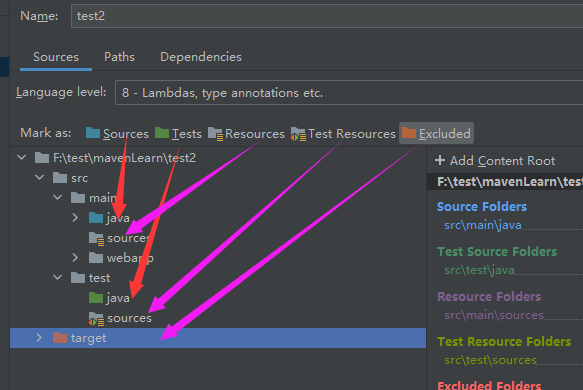 Name: test2
Sources Paths Dependencies
Language level: 8 - Lambdas, type annotations etc.
Mark as: Sources Tests Resources Test Resources Excluded
F:\test\mavenLearn\test2
src
main
java
sources
webapp
test
java
sources
target
+ Add Content Root
F:\test\mavenLearn\test
Source Folders
src\main\java
Test Source Folders
src\test\java
Resource Folders
src\main\sources
Test Resource Folders
src\test\sources
Excluded Folders